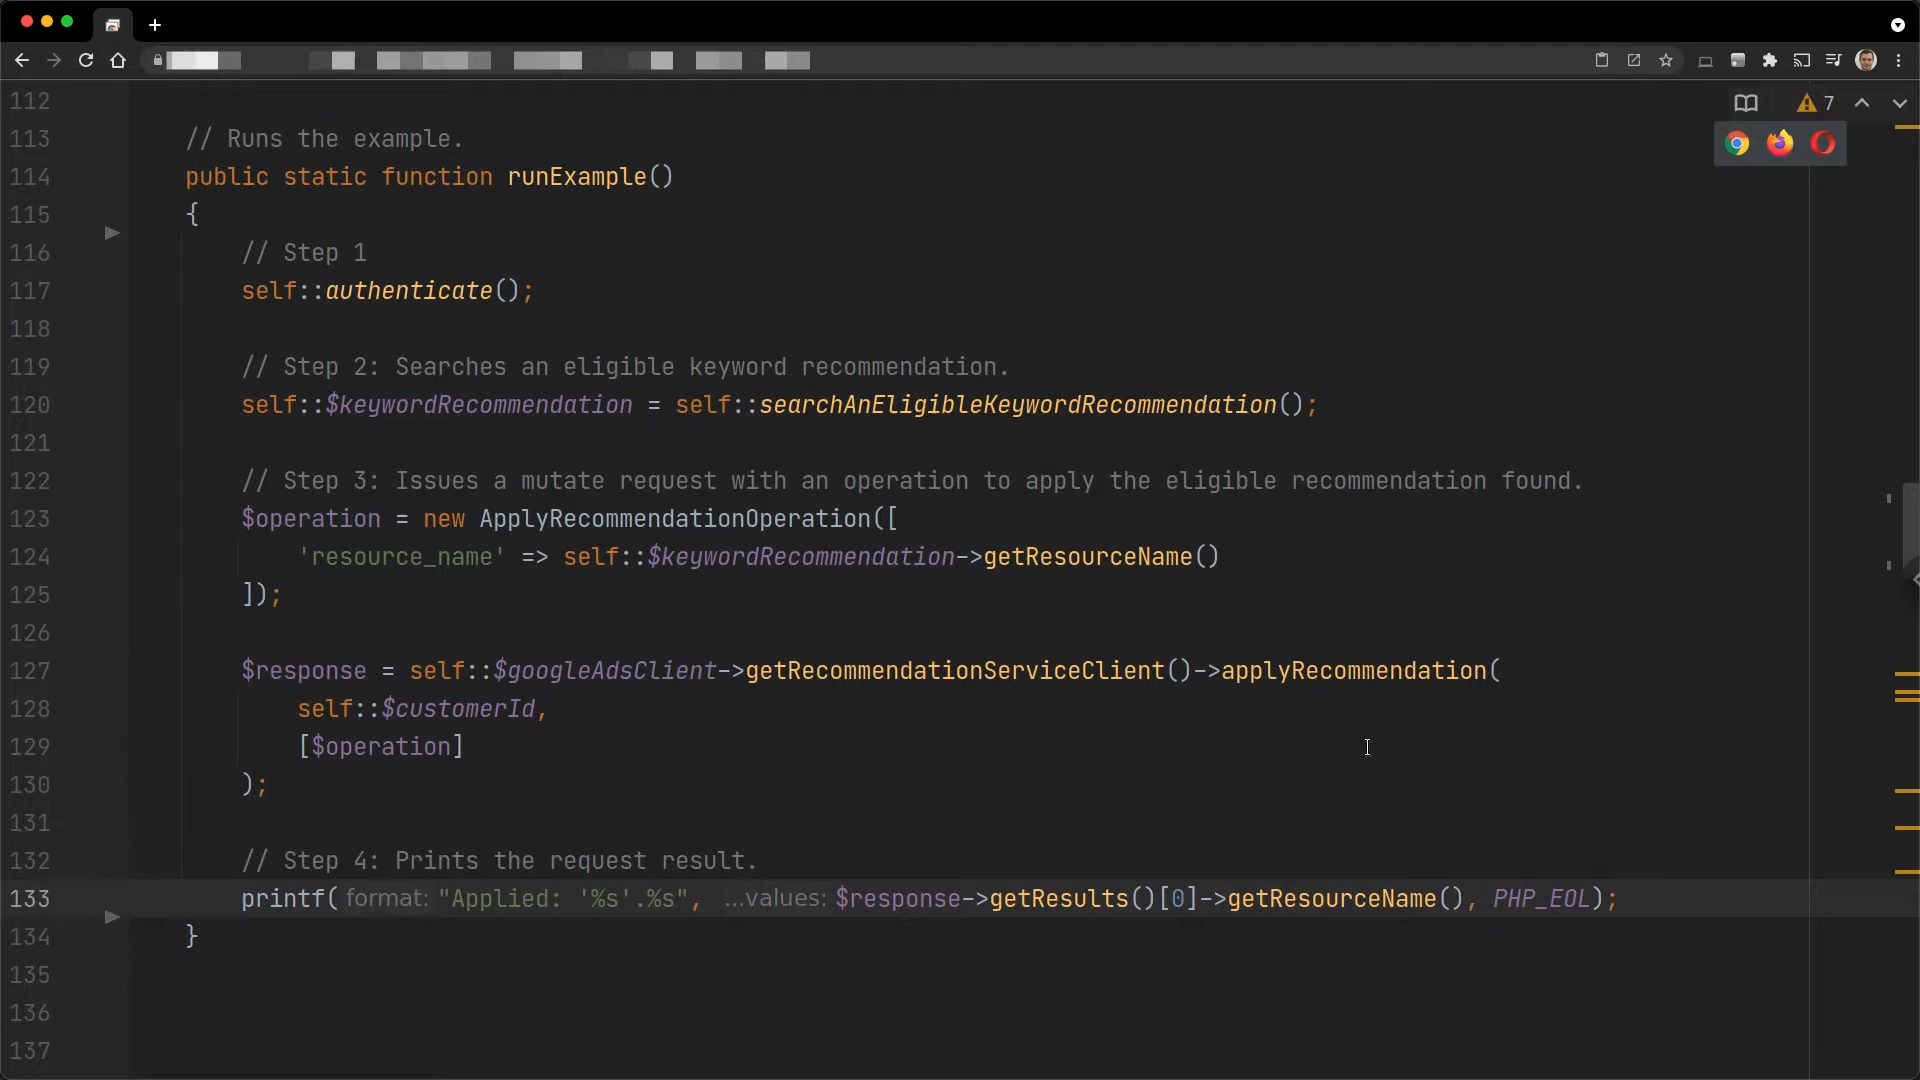 7
112
113 // Runs the example.
114 public static function runExample()
115 {
116 // Step 1
117 self::authenticate();
118
119 // Step 2: Searches an eligible keyword recommendation.
120 self::$keywordRecommendation = self::searchAnEligibleKeywordRecommendation();
121
122 // Step 3: Issues a mutate request with an operation to apply the eligible recommendation found.
123 $operation = new ApplyRecommendationOperation([
124 'resource_name' => self::$keywordRecommendation->getResourceName()
125 ]);
126
127 $response = self::$googleAdsClient->getRecommendationServiceClient()->applyRecommendation(
128 self::$customerId,
129 [$operation]
130 );
131
132 // Step 4: Prints the request result.
133 printf( format: "Applied: '%s'.%s", ...values: $response->getResults()[0]->getResourceName(), PHP_EOL);
134 }
135
136
137